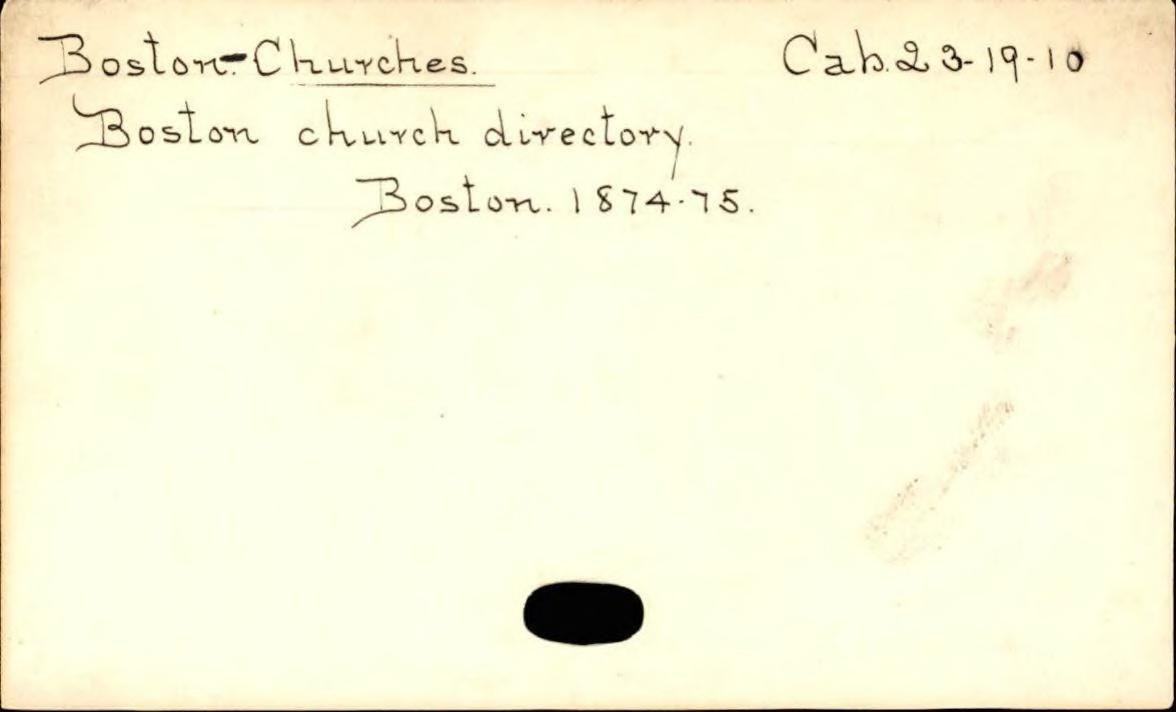 Boston.-Churches. Cab.23-19-10
Boston church directory.
Boston. 1874-75.